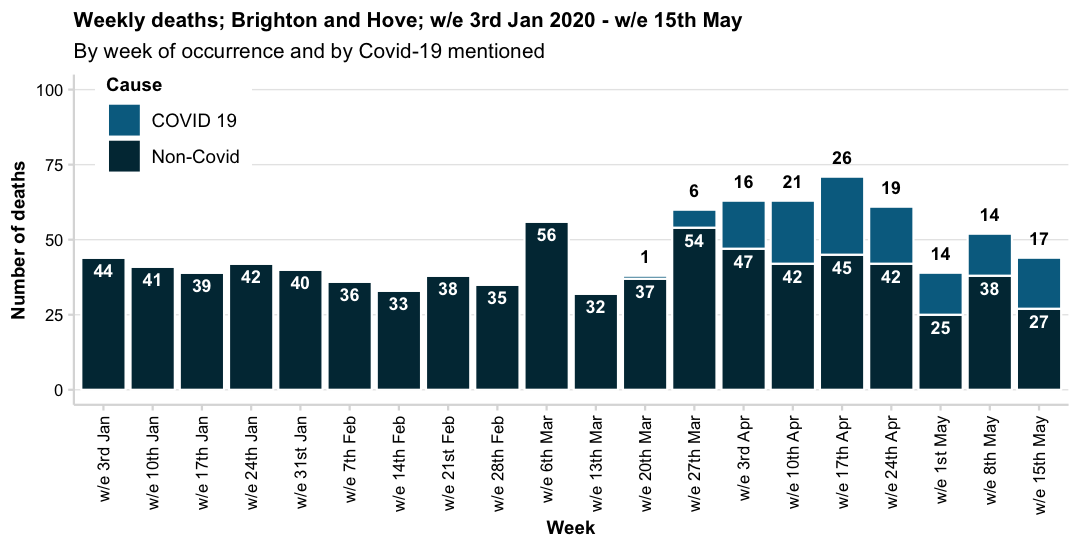 Weekly deaths; Brighton and Hove; w/e 3rd Jan 2020 - w/e 15th May
By week of occurrence and by Covid-19 mentioned
Cause
COVID 19
Non-Covid
Number of deaths
100
75
50
25
0
44
41
39
42
40
36
33
38
35
56
32
1
37
6
54
16
47
21
42
26
45
19
42
14
25
14
38
17
27
w/e 3rd Jan
w/e 10th Jan
w/e 17th Jan
w/e 24th Jan
w/e 31st Jan
w/e 7th Feb
w/e 14th Feb
w/e 21st Feb
w/e 28th Feb
w/e 6th Mar
w/e 13th Mar
w/e 20th Mar
w/e 27th Mar
w/e 3rd Apr
w/e 10th Apr
w/e 17th Apr
w/e 24th Apr
w/e 1st May
w/e 8th May
w/e 15th May
Week